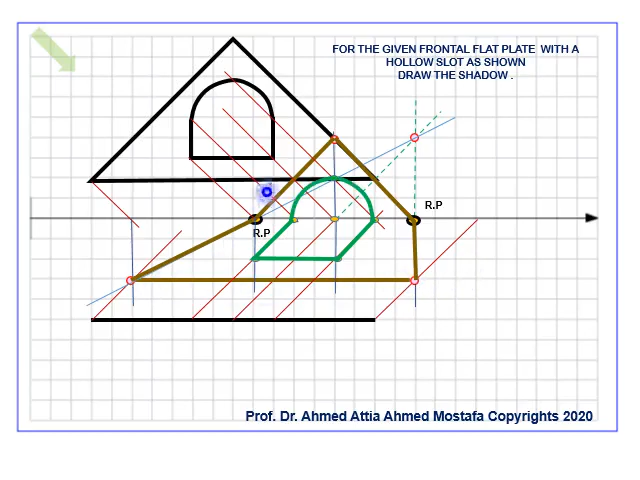 FOR THE GIVEN FRONTAL FLAT PLATE WITH A
HOLLOW SLOT AS SHOWN
DRAW THE SHADOW .
R.P
R.P
Prof. Dr. Ahmed Attia Ahmed Mostafa Copyrights 2020